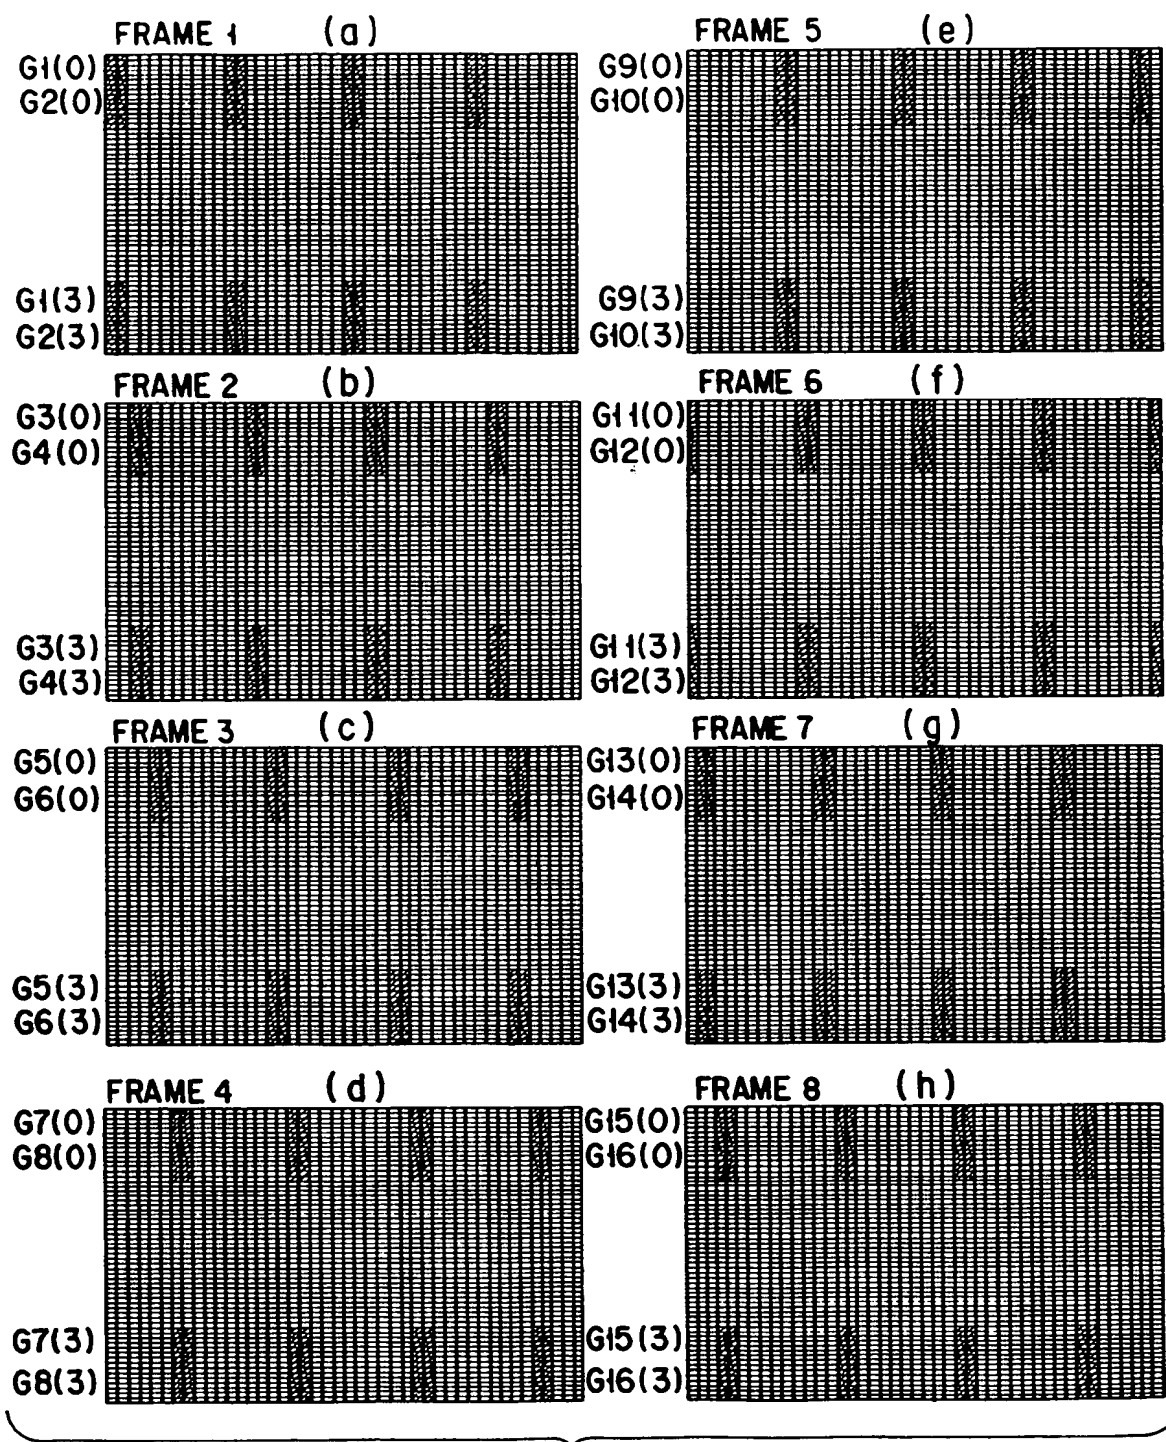 FRAME 1 (a)
G1(0)
G2(0)
G1(3)
G2(3)
FRAME 2 (b)
G3(0)
G4(0)
G3(3)
G4(3)
FRAME 3 (c)
G5(0)
G6(0)
G5(3)
G6(3)
FRAME 4 (d)
G7(0)
G8(0)
G7(3)
G8(3)
FRAME 5 (e)
G9(0)
G10(0)
G9(3)
G10(3)
FRAME 6 (f)
G11(0)
G12(0)
G11(3)
G12(3)
FRAME 7 (g)
G13(0)
G14(0)
G13(3)
G14(3)
FRAME 8 (h)
G15(0)
G16(0)
G15(3)
G16(3)